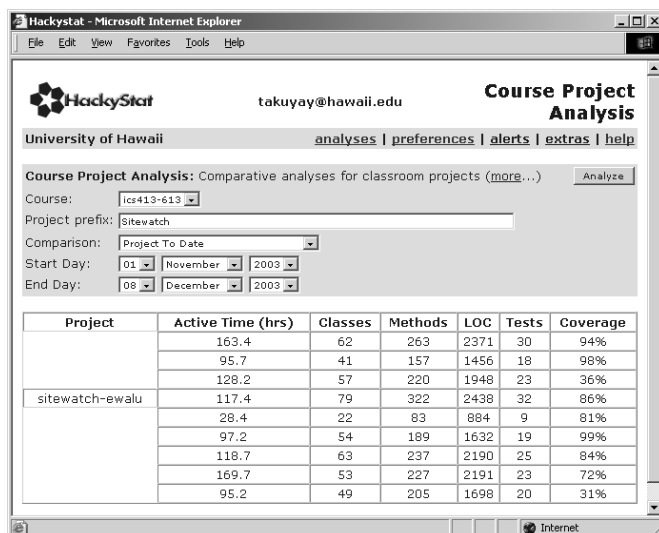 Hackystat - Microsoft Internet Explorer
File Edit View Favorites Tools Help
HackyStat
takuyay@hawaii.edu
Course Project
Analysis
University of Hawaii
analyses | preferences | alerts | extras | help
Course Project Analysis: Comparative analyses for classroom projects (more...) Analyze
Course: ics413-613
Project prefix: Sitewatch
Comparison: Project To Date
Start Day: 01 November 2003
End Day: 08 December 2003
Project Active Time (hrs) Classes Methods LOC Tests Coverage
163.4 62 263 2371 30 94%
95.7 41 157 1456 18 98%
128.2 57 220 1948 23 36%
sitewatch-ewalu 117.4 79 322 2438 32 86%
28.4 22 83 884 9 81%
97.2 54 189 1632 19 99%
118.7 63 237 2190 25 84%
169.7 53 227 2191 23 72%
95.2 49 205 1698 20 31%
Internet